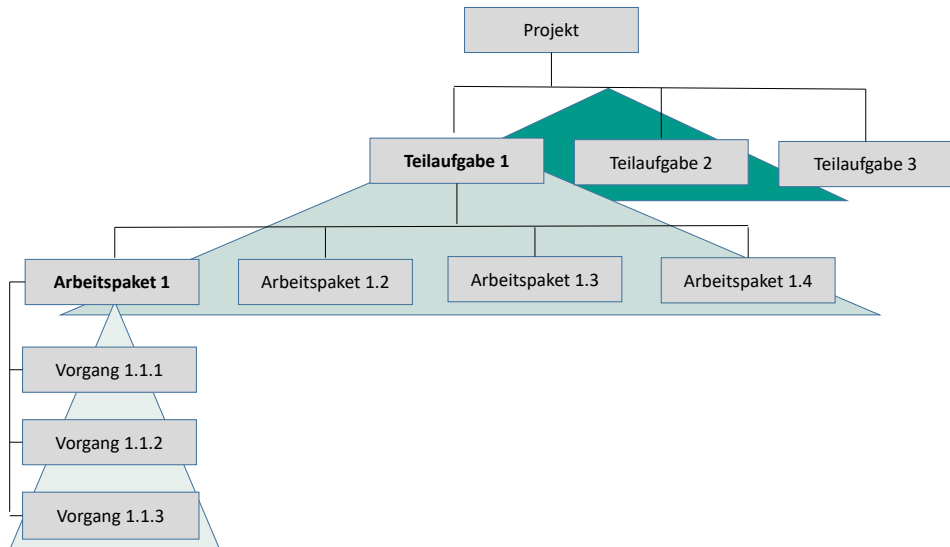 Projekt
Teilaufgabe 1
Teilaufgabe 2
Teilaufgabe 3
Arbeitspaket 1
Arbeitspaket 1.2
Arbeitspaket 1.3
Arbeitspaket 1.4
Vorgang 1.1.1
Vorgang 1.1.2
Vorgang 1.1.3